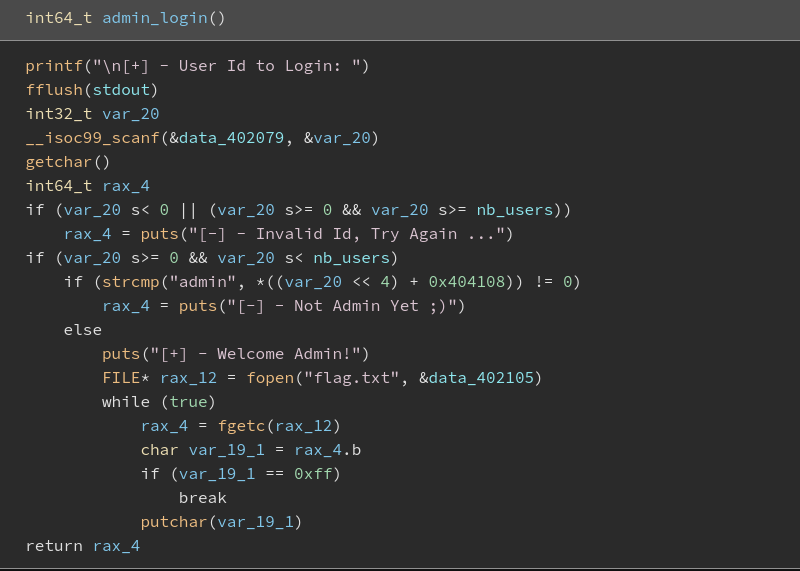 int64_t admin_login()
printf("\n[+] - User Id to Login: ")
fflush(stdout)
int32_t var_20
__isoc99_scanf(&data_402079, &var_20)
getchar()
int64_t rax_4
if (var_20 s< 0 || (var_20 s>= 0 && var_20 s>= nb_users))
    rax_4 = puts("[-] - Invalid Id, Try Again ...")
if (var_20 s>= 0 && var_20 s< nb_users)
    if (strcmp("admin", *((var_20 << 4) + 0x404108)) != 0)
        rax_4 = puts("[-] - Not Admin Yet ;)")
    else
        puts("[+] - Welcome Admin!")
        FILE* rax_12 = fopen("flag.txt", &data_402105)
        while (true)
            rax_4 = fgetc(rax_12)
            char var_19_1 = rax_4.b
            if (var_19_1 == 0xff)
                break
            putchar(var_19_1)
return rax_4